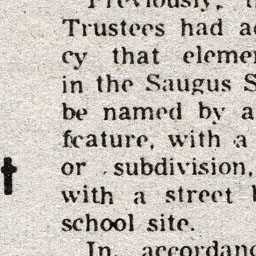 Previously,
Trustees had
cy that
in the Saugus
be named by a
feature, with a
or subdivision,
with a street
school site.
In accordanc
t